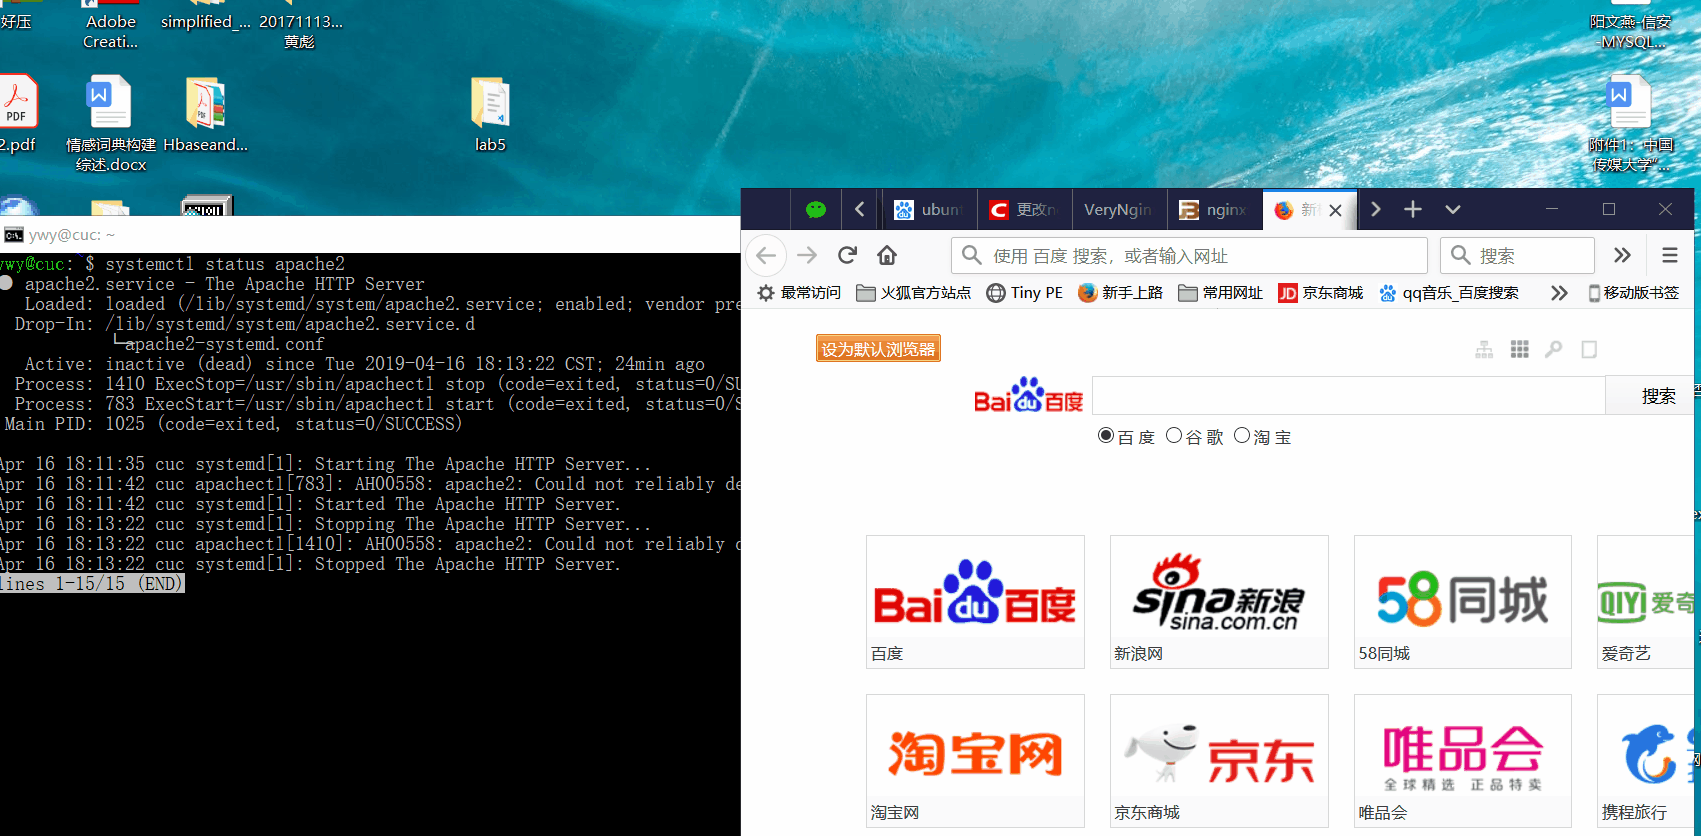 好压
Adobe
Creati...
simplified_...
20171113...
黄彪
阳文燕-信安
-MYSQL...
2.pdf
情感词典构建
综述.docx
Hbaseand...
lab5
附件1：中国
传媒大学“...
ywy@cuc: ~
ywy@cuc: $ systemctl status apache2
● apache2.service - The Apache HTTP Server
Loaded: loaded (/lib/systemd/system/apache2.service; enabled; vendor pre
Drop-In: /lib/systemd/system/apache2.service.d
└─apache2-systemd.conf
Active: inactive (dead) since Tue 2019-04-16 18:13:22 CST; 24min ago
Process: 1410 ExecStop=/usr/sbin/apachectl stop (code=exited, status=0/SU
Process: 783 ExecStart=/usr/sbin/apachectl start (code=exited, status=0/S
Main PID: 1025 (code=exited, status=0/SUCCESS)
Apr 16 18:11:35 cuc systemd[1]: Starting The Apache HTTP Server...
Apr 16 18:11:42 cuc apachectl[783]: AH00558: apache2: Could not reliably de
Apr 16 18:11:42 cuc systemd[1]: Started The Apache HTTP Server.
Apr 16 18:13:22 cuc systemd[1]: Stopping The Apache HTTP Server...
Apr 16 18:13:22 cuc apachectl[1410]: AH00558: apache2: Could not reliably d
Apr 16 18:13:22 cuc systemd[1]: Stopped The Apache HTTP Server.
lines 1-15/15 (END)
ubunt
更改n
VeryNgin
nginx
新
使用 百度 搜索，或者输入网址
搜索
最常访问
火狐官方站点
Tiny PE
新手上路
常用网址
JD 京东商城
qq音乐_百度搜索
移动版书签
设为默认浏览器
Bai du 百度
搜索
百 度 谷 歌 淘 宝
Bai du 百度
百度
sina新浪
sina.com.cn
新浪网
58同城
58同城
QIYI 爱奇
爱奇艺
淘宝网
淘宝网
京东
京东商城
唯品会
全球精选 正品特卖
唯品会
携程旅行